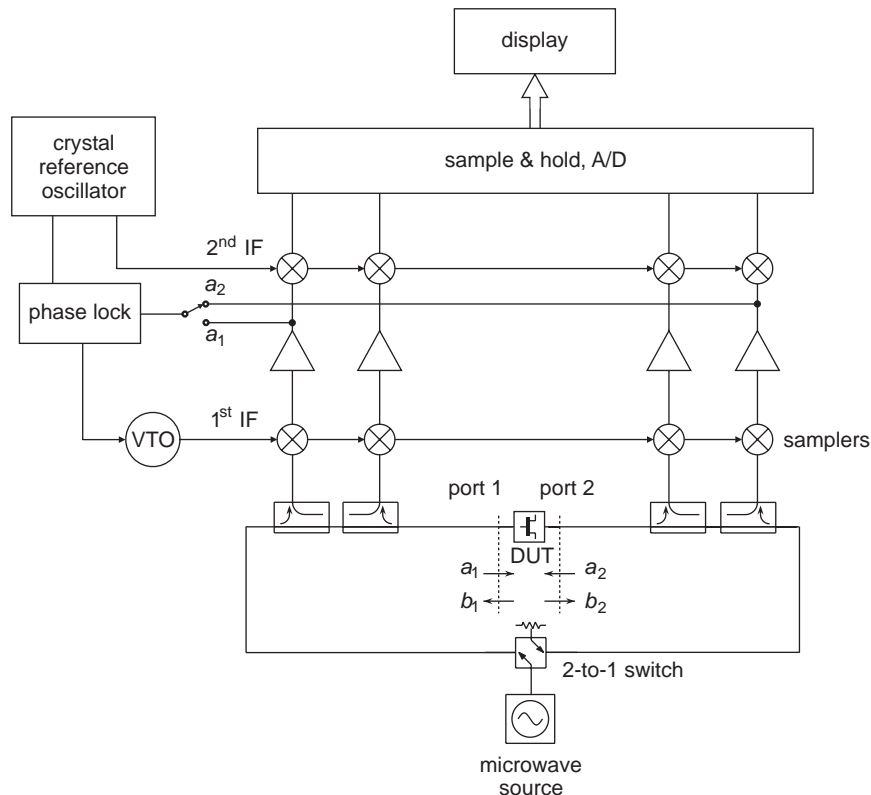 display
crystal
reference
oscillator
sample & hold, A/D
2nd IF
a2
phase lock
a1
1st IF
VTO
samplers
port 1
port 2
DUT
a1
a2
b1
b2
2-to-1 switch
microwave
source